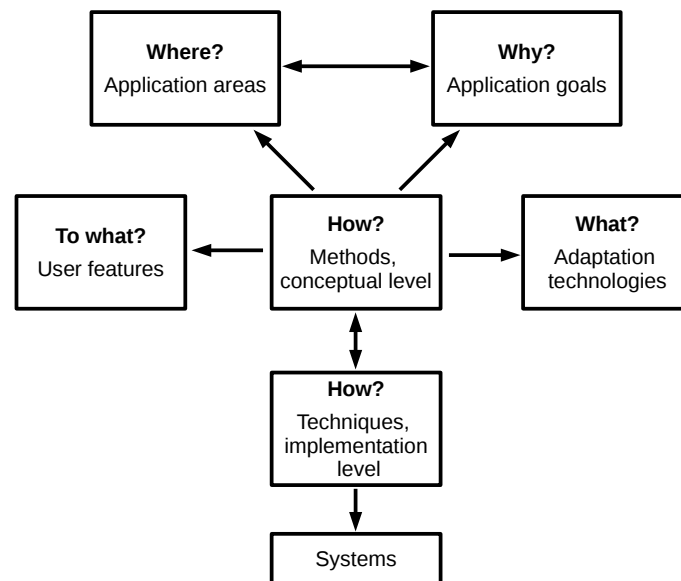 Where?
Application areas
Why?
Application goals
To what?
User features
How?
Methods,
conceptual level
What?
Adaptation
technologies
How?
Techniques,
implementation
level
Systems